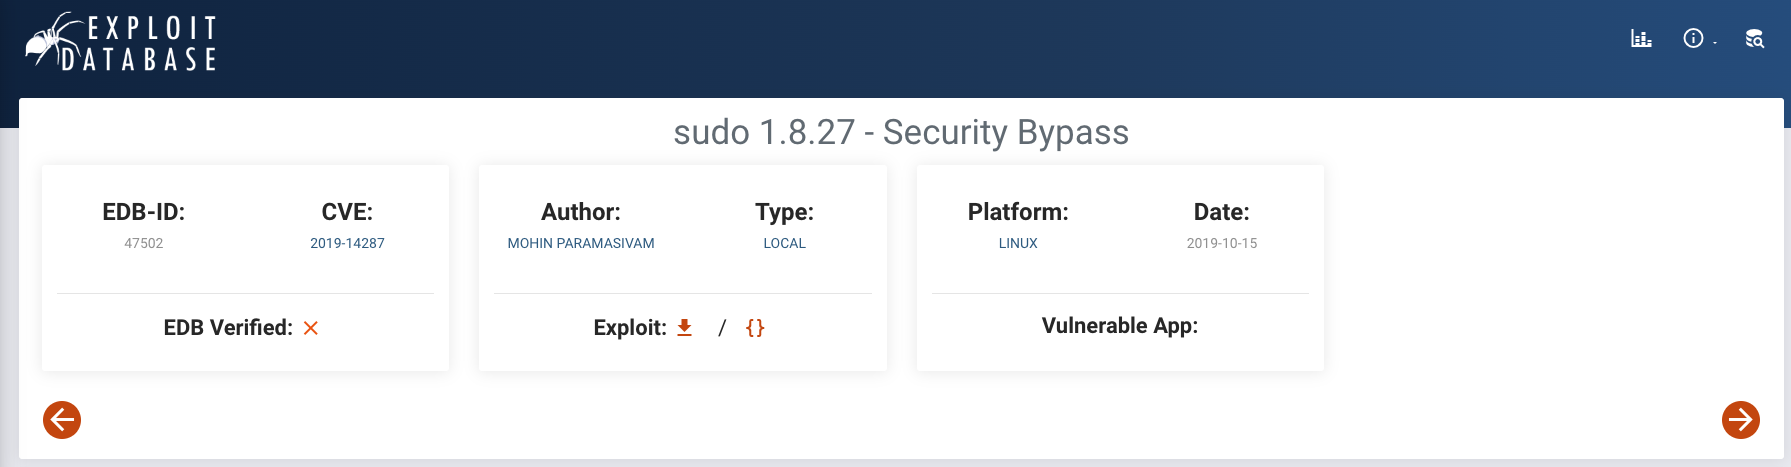 EXPLOIT
DATABASE
sudo 1.8.27 - Security Bypass
EDB-ID:
47502
CVE:
2019-14287
EDB Verified:
Author:
MOHIN PARAMASIVAM
Type:
LOCAL
Exploit: / {}
Platform:
LINUX
Date:
2019-10-15
Vulnerable App: